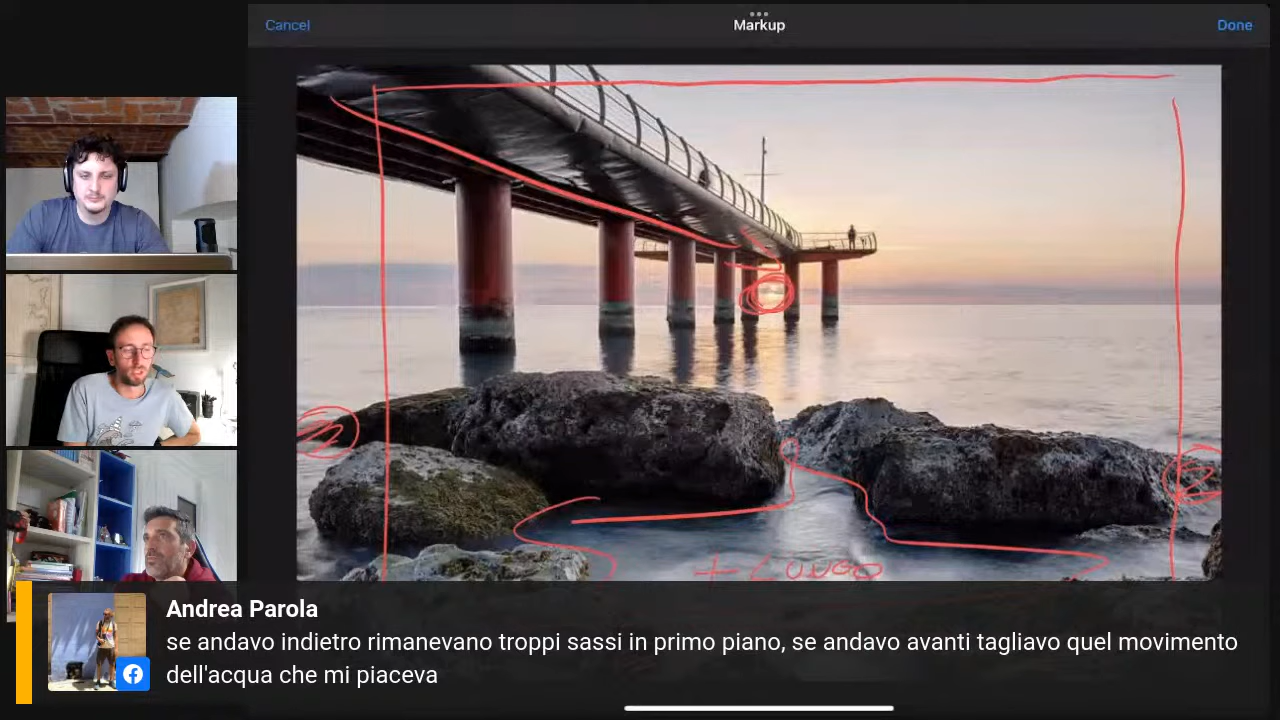 Cancel
Markup
Done
+ LUNGO
Andrea Parola
se andavo indietro rimanevano troppi sassi in primo piano, se andavo avanti tagliavo quel movimento
dell'acqua che mi piaceva